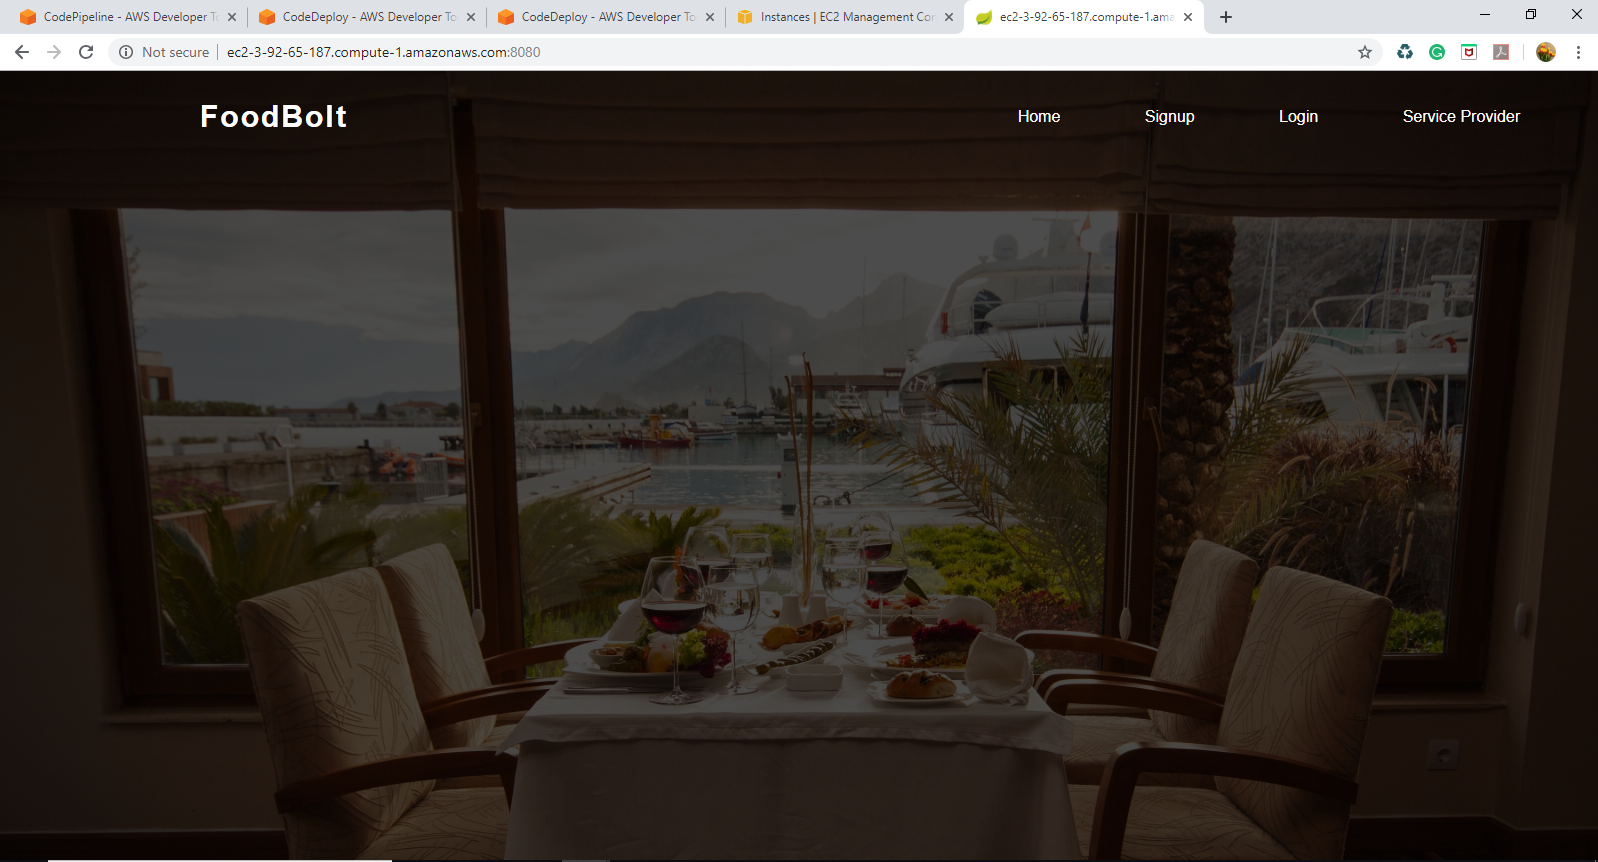 CodePipeline - AWS Developer To
CodeDeploy - AWS Developer To
CodeDeploy - AWS Developer To
Instances | EC2 Management Con
ec2-3-92-65-187.compute-1.ama
Not secure
ec2-3-92-65-187.compute-1.amazonaws.com:8080
FoodBolt
Home
Signup
Login
Service Provider